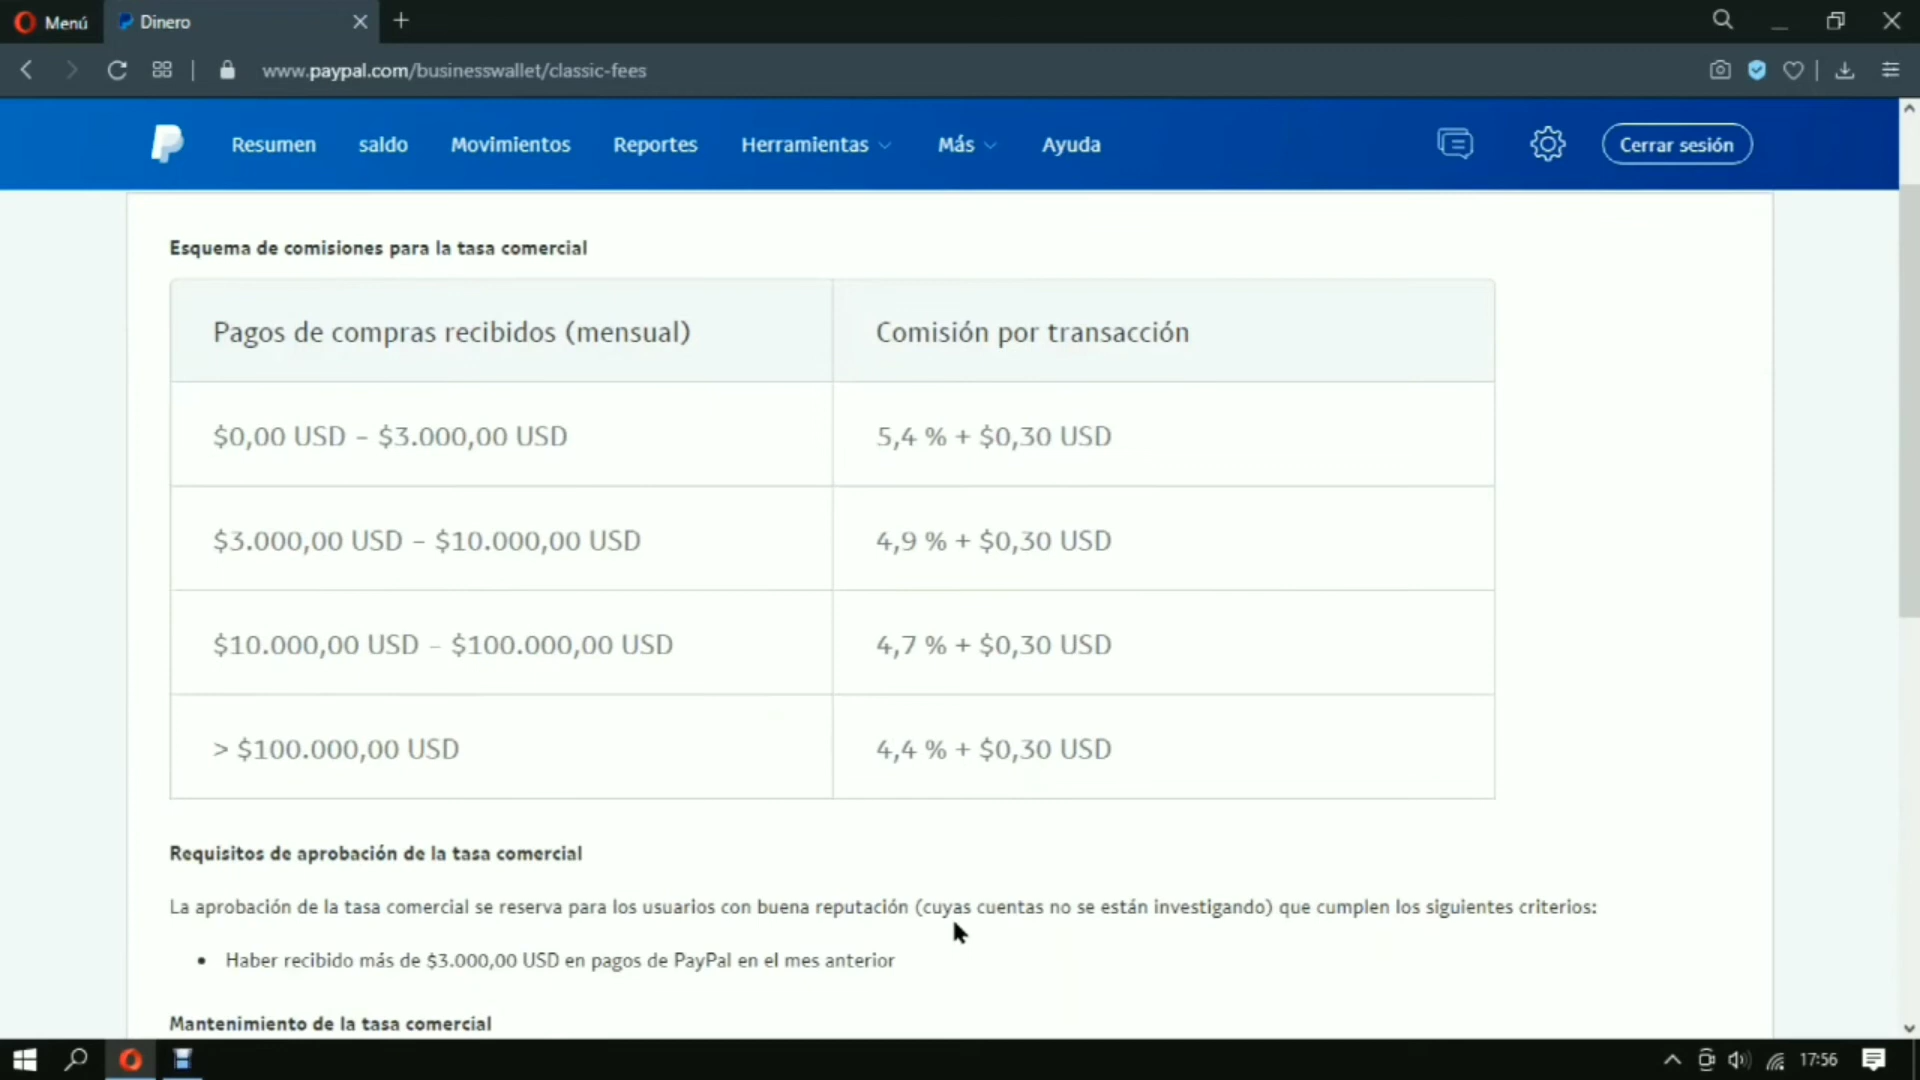 Menú
Dinero
www.paypal.com/businesswallet/classic-fees
Resumen saldo Movimientos Reportes Herramientas Más Ayuda Cerrar sesión
Esquema de comisiones para la tasa comercial
Pagos de compras recibidos (mensual) Comisión por transacción
$0,00 USD – $3.000,00 USD 5,4 % + $0,30 USD
$3.000,00 USD – $10.000,00 USD 4,9 % + $0,30 USD
$10.000,00 USD – $100.000,00 USD 4,7 % + $0,30 USD
> $100.000,00 USD 4,4 % + $0,30 USD
Requisitos de aprobación de la tasa comercial
La aprobación de la tasa comercial se reserva para los usuarios con buena reputación (cuyas cuentas no se están investigando) que cumplen los siguientes criterios:
• Haber recibido más de $3.000,00 USD en pagos de PayPal en el mes anterior
Mantenimiento de la tasa comercial
17:56